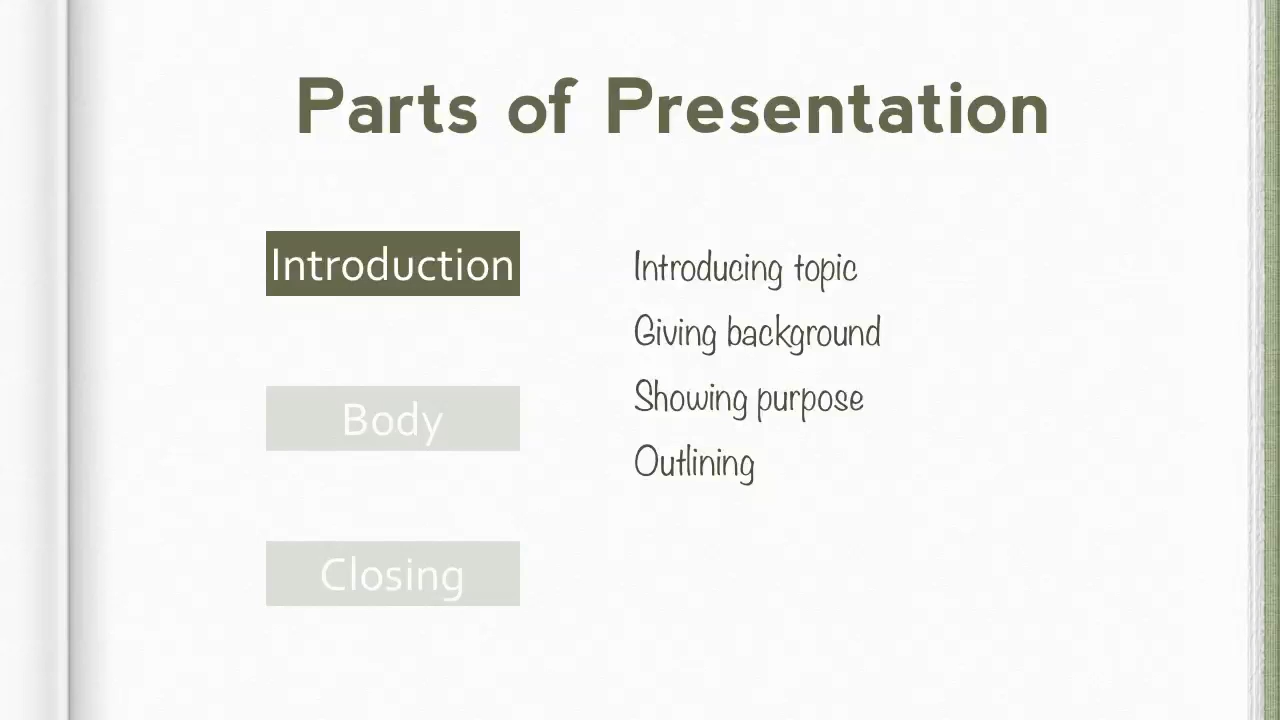 Parts of Presentation
Introduction
Introducing topic
Giving background
Showing purpose
Outlining
Body
Closing